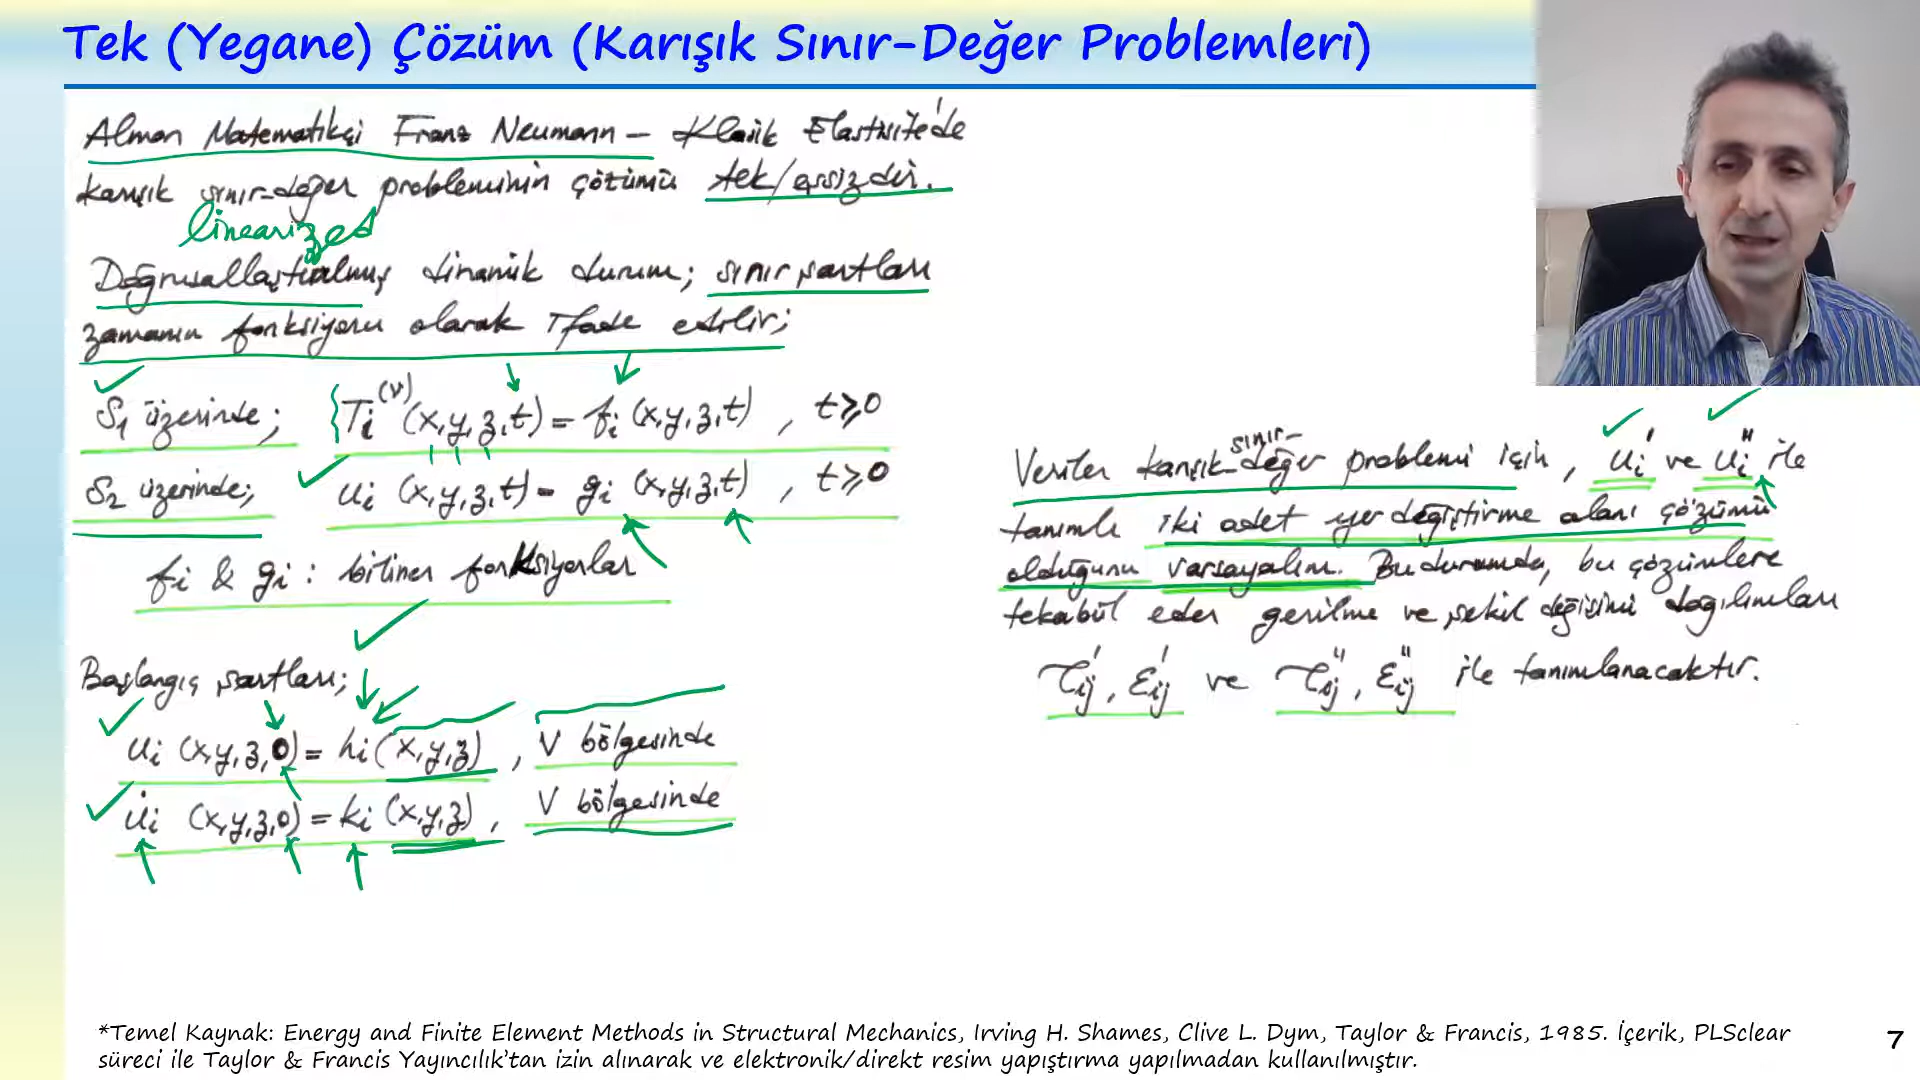 Tek (Yegane) Çözüm (Karışık Sınır-Değer Problemleri)
Alman Matematikçi Franz Neumann – Klasik Elastisite'de
karışık sınır-değer probleminin çözümü tek/eşsizdir.
linearized
Doğrusallaştırılmış dinamik durum; sınır şartları
zamanın fonksiyonu olarak ifade edilir;
S₁ üzerinde; Tᵢ⁽ᵛ⁾ (x,y,z,t) = fᵢ (x,y,z,t) , t≥0
S₂ üzerinde; uᵢ (x,y,z,t) = gᵢ (x,y,z,t) , t≥0
fᵢ & gᵢ : bilinen fonksiyonlar
Başlangıç şartları;
uᵢ (x,y,z,0) = hᵢ (x,y,z) , V bölgesinde
u̇ᵢ (x,y,z,0) = kᵢ (x,y,z) , V bölgesinde
Verilen karışık sınır-değer problemi için, uᵢ' ve uᵢ'' ile
tanımlı iki adet yer değiştirme alanı çözümü
olduğunu varsayalım. Bu durumda, bu çözümlere
tekabül eden gerilme ve şekil değişimi dağılımları
τᵢⱼ', εᵢⱼ' ve τᵢⱼ'', εᵢⱼ'' ile tanımlanacaktır.
*Temel Kaynak: Energy and Finite Element Methods in Structural Mechanics, Irving H. Shames, Clive L. Dym, Taylor & Francis, 1985. İçerik, PLSclear
süreci ile Taylor & Francis Yayıncılık'tan izin alınarak ve elektronik/direkt resim yapıştırma yapılmadan kullanılmıştır.
7